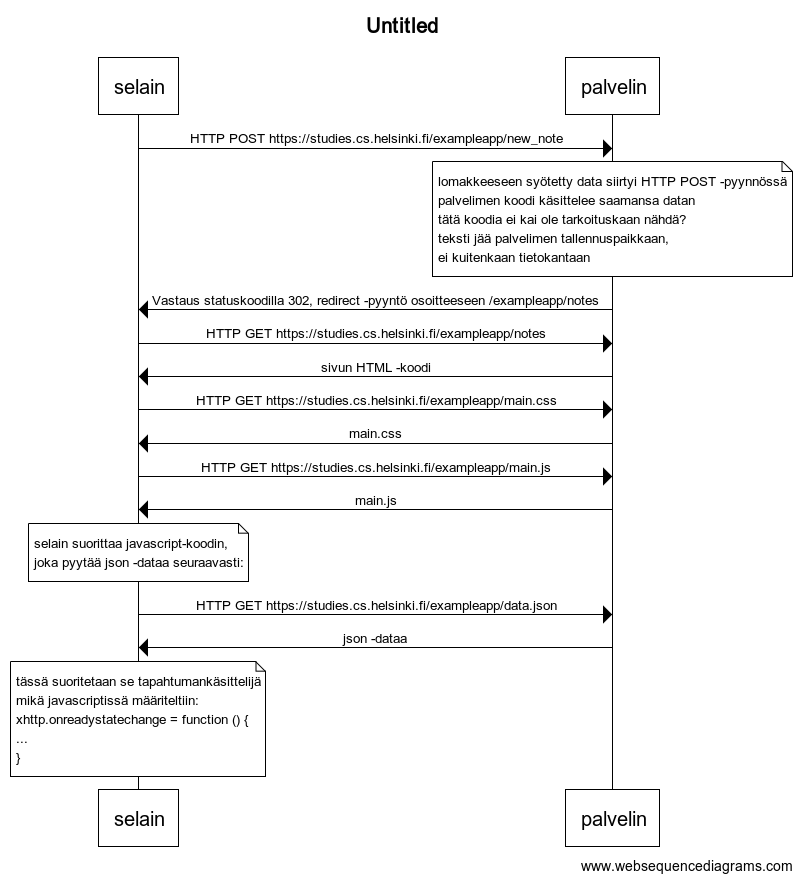 Untitled
selain
palvelin
HTTP POST https://studies.cs.helsinki.fi/exampleapp/new_note
lomakkeeseen syötetty data siirtyi HTTP POST -pyynnössä
palvelimen koodi käsittelee saamansa datan
tätä koodia ei kai ole tarkoituskaan nähdä?
teksti jää palvelimen tallennuspaikkaan,
ei kuitenkaan tietokantaan
Vastaus statuskoodilla 302, redirect -pyyntö osoitteeseen /exampleapp/notes
HTTP GET https://studies.cs.helsinki.fi/exampleapp/notes
sivun HTML -koodi
HTTP GET https://studies.cs.helsinki.fi/exampleapp/main.css
main.css
HTTP GET https://studies.cs.helsinki.fi/exampleapp/main.js
main.js
selain suorittaa javascript-koodin,
joka pyytää json -dataa seuraavasti:
HTTP GET https://studies.cs.helsinki.fi/exampleapp/data.json
json -dataa
tässä suoritetaan se tapahtumankäsittelijä
mikä javascriptissä määriteltiin:
xhttp.onreadystatechange = function () {
...
}
selain
palvelin
www.websequencediagrams.com